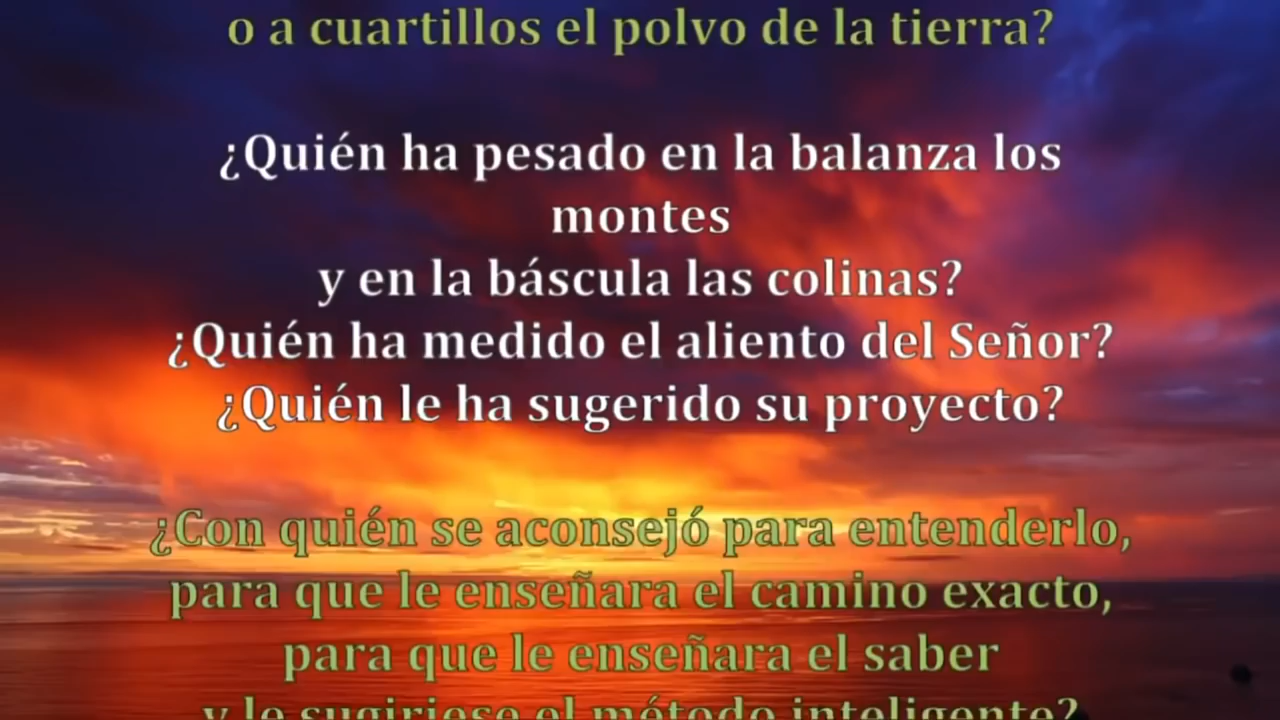 o a cuartillos el polvo de la tierra?
¿Quién ha pesado en la balanza los
montes
y en la báscula las colinas?
¿Quién ha medido el aliento del Señor?
¿Quién le ha sugerido su proyecto?
¿Con quién se aconsejó para entenderlo,
para que le enseñara el camino exacto,
para que le enseñara el saber
y le sugiriese el método inteligente?